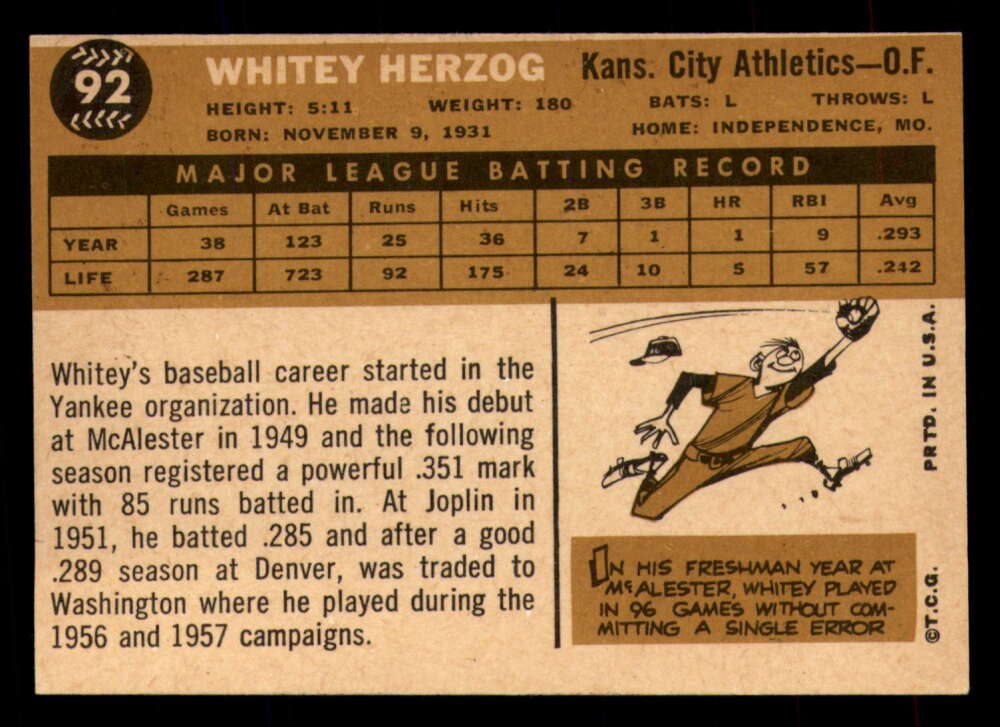 92
WHITEY HERZOG Kans. City Athletics—O.F.
HEIGHT: 5:11 WEIGHT: 180 BATS: L THROWS: L
BORN: NOVEMBER 9, 1931 HOME: INDEPENDENCE, MO.
MAJOR LEAGUE BATTING RECORD
Games At Bat Runs Hits 2B 3B HR RBI Avg
YEAR 38 123 25 36 7 1 1 9 .293
LIFE 287 723 92 175 24 10 5 57 .242
Whitey's baseball career started in the
Yankee organization. He made his debut
at McAlester in 1949 and the following
season registered a powerful .351 mark
with 85 runs batted in. At Joplin in
1951, he batted .285 and after a good
.289 season at Denver, was traded to
Washington where he played during the
1956 and 1957 campaigns.
IN HIS FRESHMAN YEAR AT
McALESTER, WHITEY PLAYED
IN 96 GAMES WITHOUT COM-
MITTING A SINGLE ERROR
©T.C.G. PRTD. IN U.S.A.